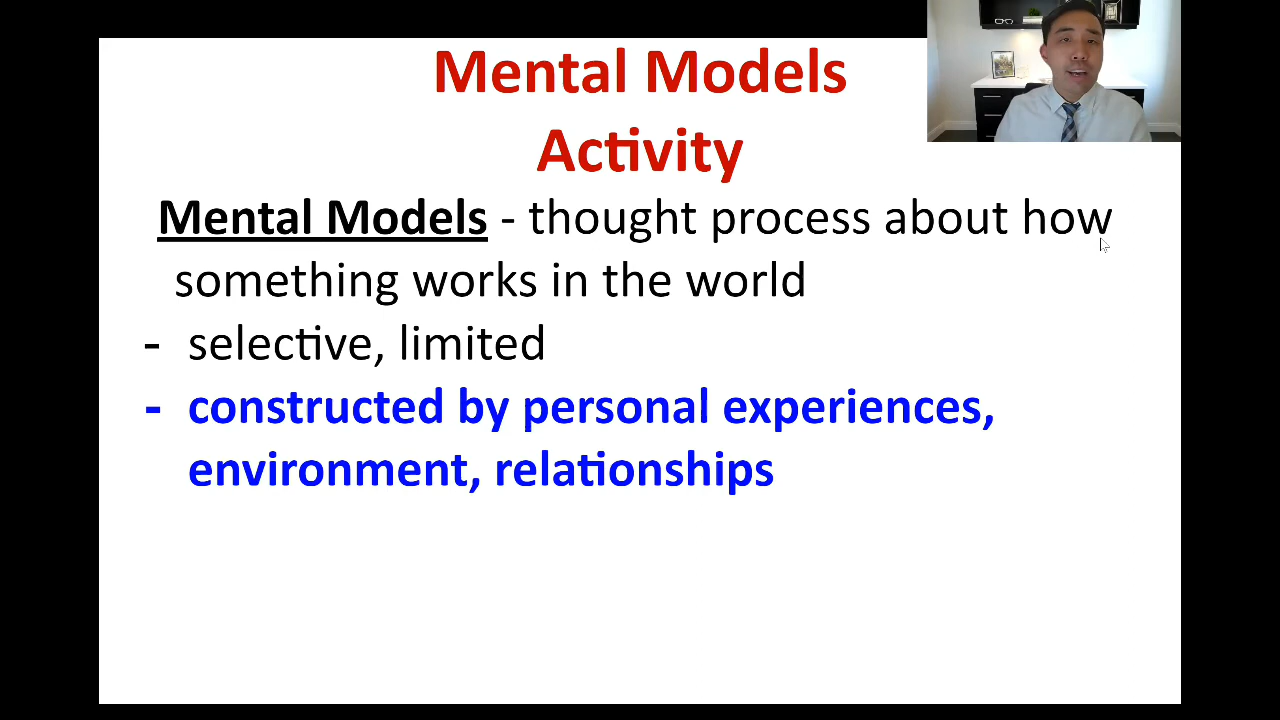 Mental Models
Activity
Mental Models - thought process about how
something works in the world
- selective, limited
- constructed by personal experiences,
environment, relationships